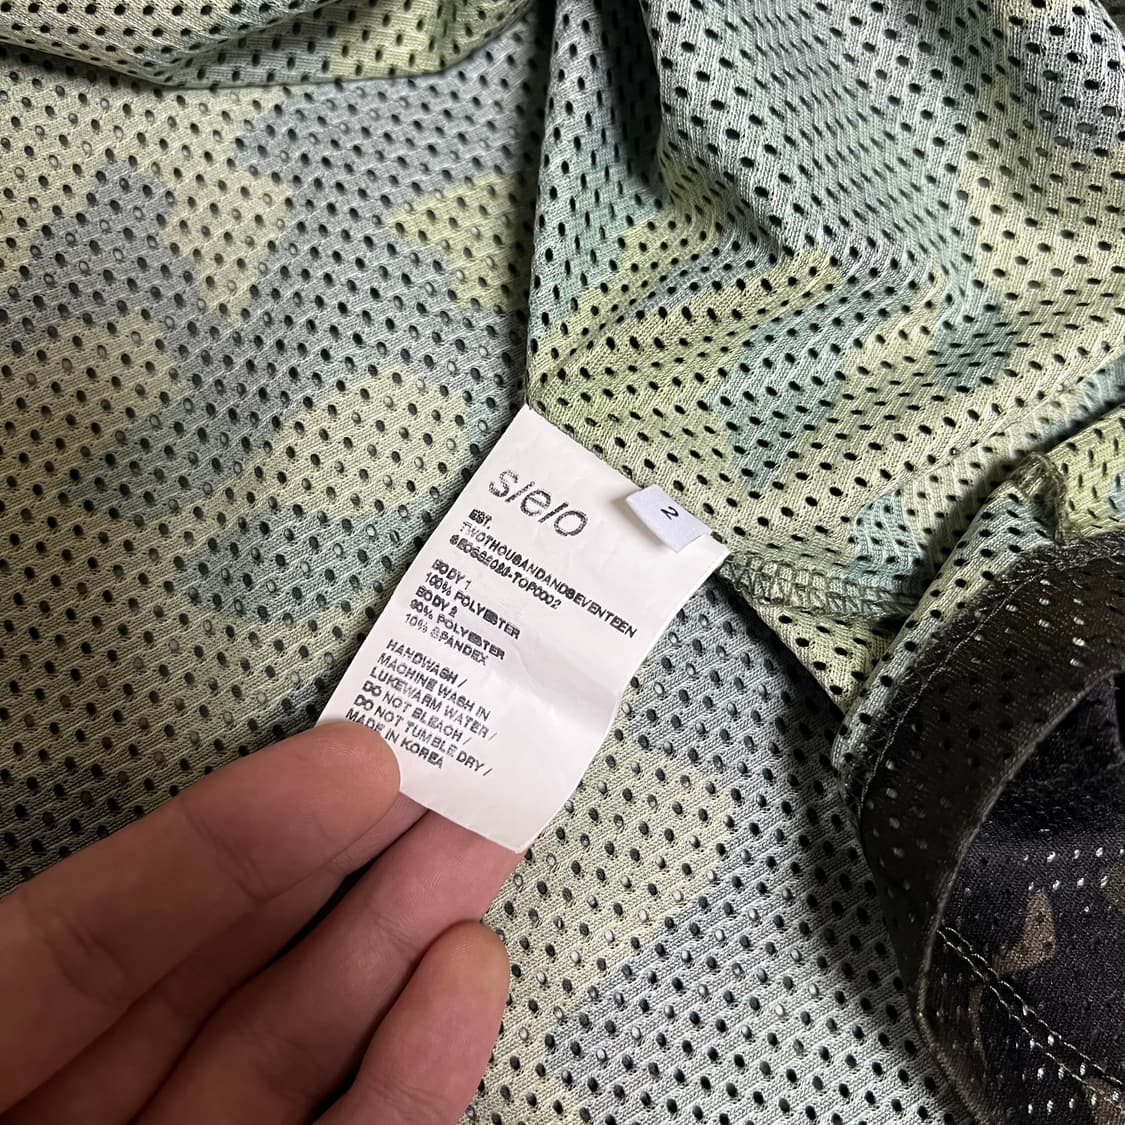 s/e/o
2
EST.
TWOTHOUSANDANDSEVENTEEN
BODY 1
100% POLYESTER
BODY 2
90% POLYESTER
10% SPANDEX
HANDWASH /
MACHINE WASH IN
LUKEWARM WATER /
DO NOT BLEACH /
DO NOT TUMBLE DRY /
MADE IN KOREA